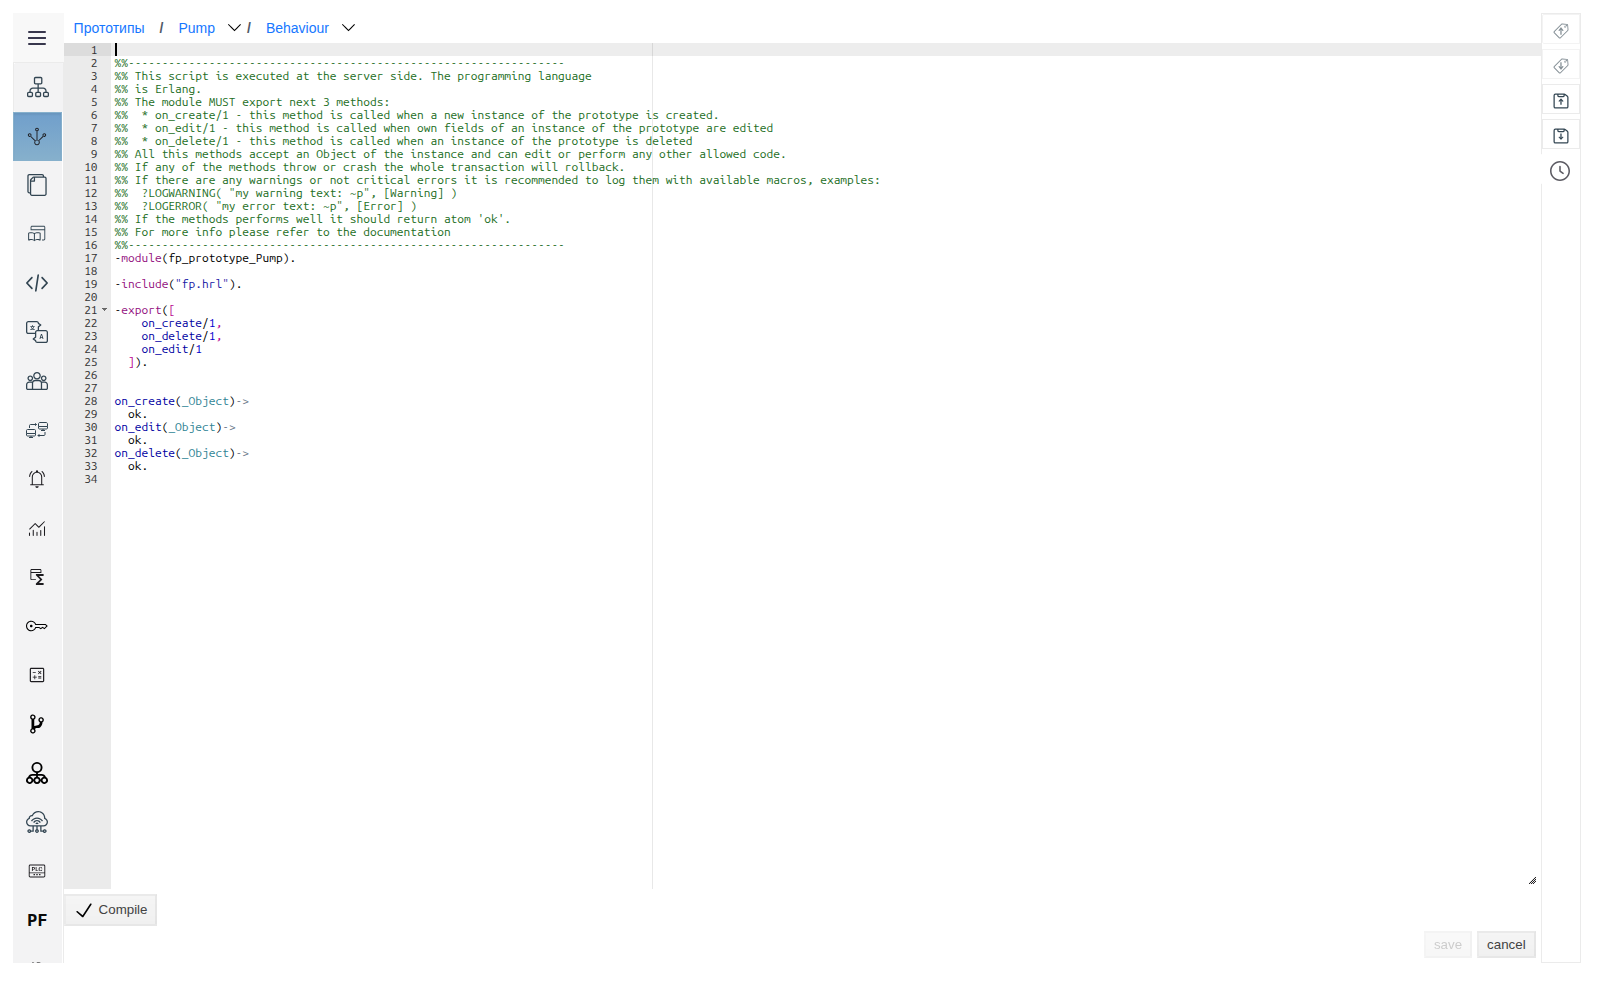 Прототипы / Pump / Behaviour
1
2 %%-----------------------------------------------------------------
3 %% This script is executed at the server side. The programming language
4 %% is Erlang.
5 %% The module MUST export next 3 methods:
6 %%  * on_create/1 - this method is called when a new instance of the prototype is created.
7 %%  * on_edit/1 - this method is called when own fields of an instance of the prototype are edited
8 %%  * on_delete/1 - this method is called when an instance of the prototype is deleted
9 %% All this methods accept an Object of the instance and can edit or perform any other allowed code.
10 %% If any of the methods throw or crash the whole transaction will rollback.
11 %% If there are any warnings or not critical errors it is recommended to log them with available macros, examples:
12 %%  ?LOGWARNING( "my warning text: ~p", [Warning] )
13 %%  ?LOGERROR( "my error text: ~p", [Error] )
14 %% If the methods performs well it should return atom 'ok'.
15 %% For more info please refer to the documentation
16 %%-----------------------------------------------------------------
17 -module(fp_prototype_Pump).
18
19 -include("fp.hrl").
20
21 -export([
22     on_create/1,
23     on_delete/1,
24     on_edit/1
25   ]).
26
27
28 on_create(_Object)->
29   ok.
30 on_edit(_Object)->
31   ok.
32 on_delete(_Object)->
33   ok.
34
PLC
PF
Compile
save cancel